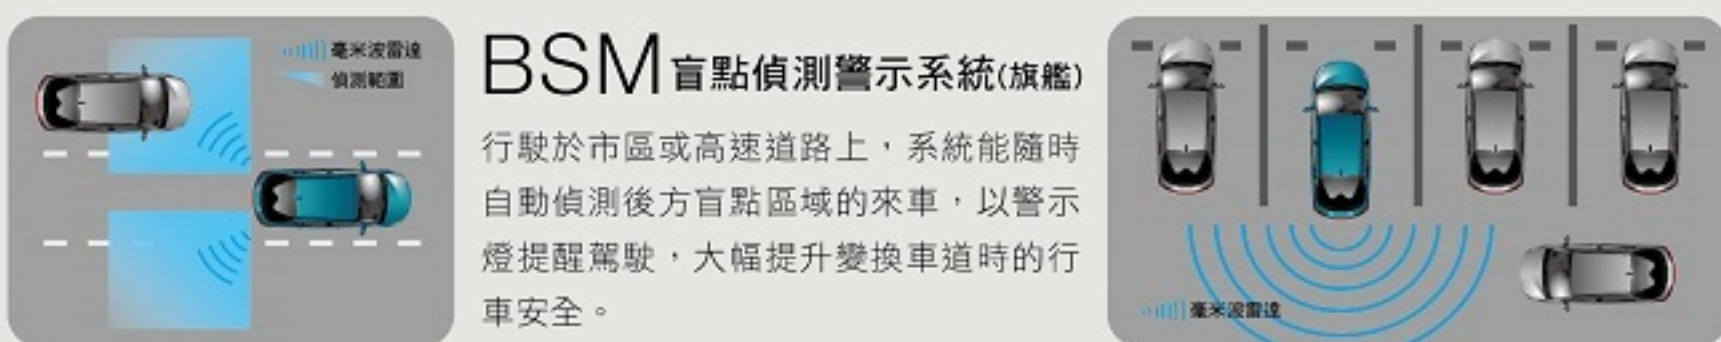 毫米波雷達
偵測範圍
BSM盲點偵測警示系統(旗艦)
行駛於市區或高速道路上，系統能隨時
自動偵測後方盲點區域的來車，以警示
燈提醒駕駛，大幅提升變換車道時的行
車安全。
毫米波雷達